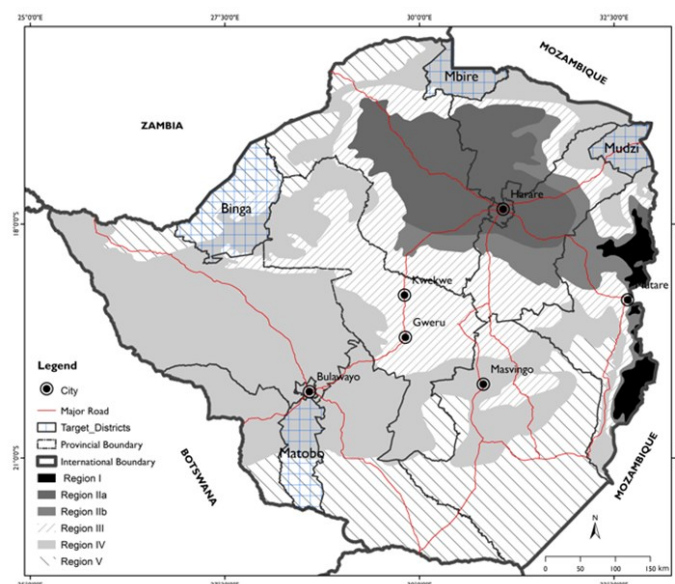 25°0'0"E 27°30'0"E 30°0'0"E 32°30'0"E
MOZAMBIQUE
Mbire
ZAMBIA
Mudzi
Binga
Harare
18°0'0"S
Kwekwe
Gweru
Masvingo
Bulawayo
Matobo
BOTSWANA
MOZAMBIQUE
21°0'0"S
Legend
City
Major Road
Target_Districts
Provincial Boundary
International Boundary
Region I
Region IIa
Region IIb
Region III
Region IV
Region V
N
0 50 100 150 km